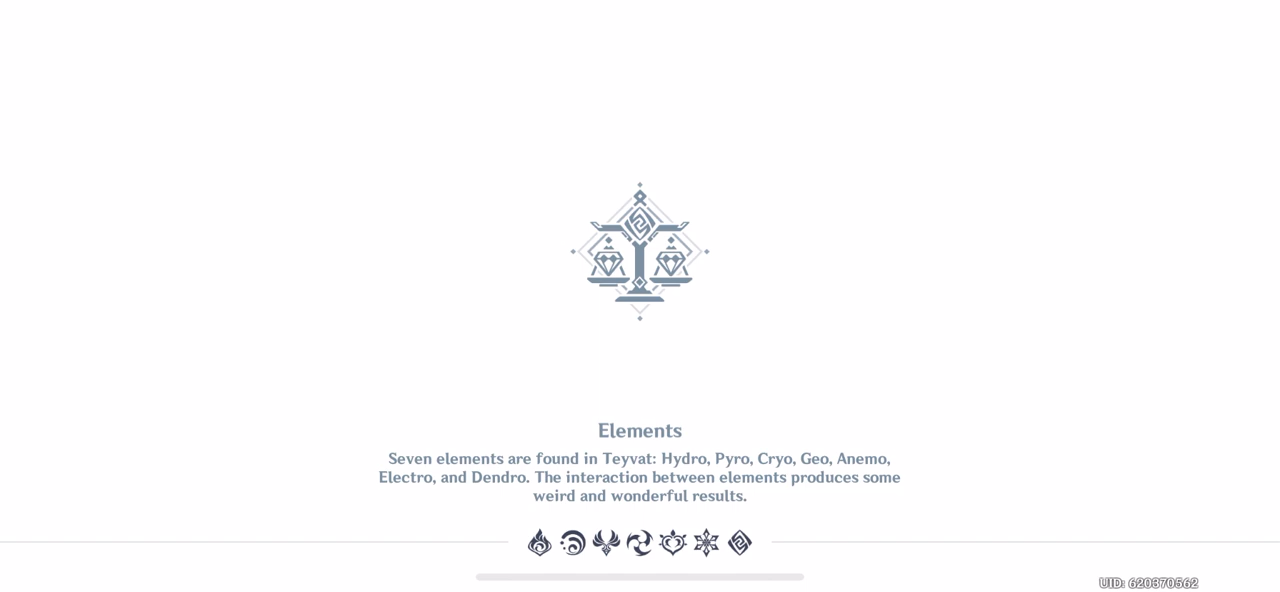 Elements
Seven elements are found in Teyvat: Hydro, Pyro, Cryo, Geo, Anemo,
Electro, and Dendro. The interaction between elements produces some
weird and wonderful results.
UID: 620370562